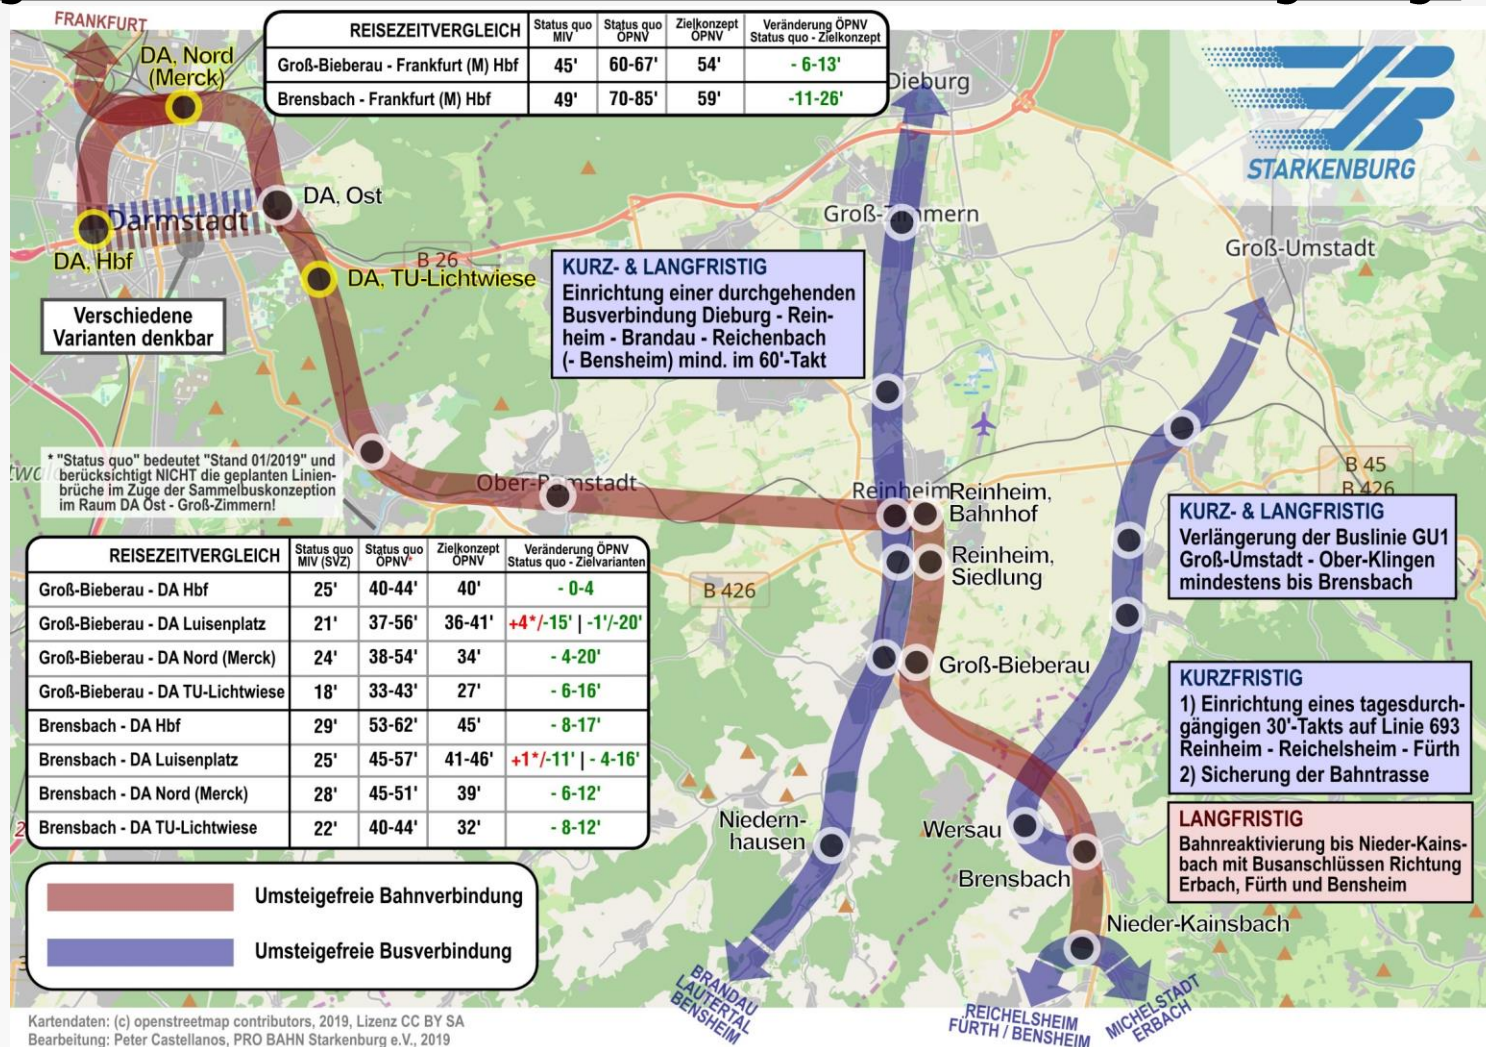 FRANKFURT
DA, Nord
(Merck)
REISEZEITVERGLEICH
Status quo
MIV
Status quo
ÖPNV
Zielkonzept
ÖPNV
Veränderung ÖPNV
Status quo - Zielkonzept
Groß-Bieberau - Frankfurt (M) Hbf 45' 60-67' 54' - 6-13'
Brensbach - Frankfurt (M) Hbf 49' 70-85' 59' -11-26'
Dieburg
STARKENBURG
DA, Ost
Groß-Zimmern
Darmstadt
Groß-Umstadt
DA, Hbf
B 26
DA, TU-Lichtwiese
Verschiedene
Varianten denkbar
KURZ- & LANGFRISTIG
Einrichtung einer durchgehenden
Busverbindung Dieburg - Rein-
heim - Brandau - Reichenbach
(- Bensheim) mind. im 60'-Takt
* "Status quo" bedeutet "Stand 01/2019" und
berücksichtigt NICHT die geplanten Linien-
brüche im Zuge der Sammelbuskonzeption
im Raum DA Ost - Groß-Zimmern!
Ober-Ramstadt
Reinheim
Reinheim,
Bahnhof
B 45
B 426
Reinheim,
Siedlung
B 426
KURZ- & LANGFRISTIG
Verlängerung der Buslinie GU1
Groß-Umstadt - Ober-Klingen
mindestens bis Brensbach
REISEZEITVERGLEICH
Status quo
MIV (SVZ)
Status quo
ÖPNV*
Zielkonzept
ÖPNV
Veränderung ÖPNV
Status quo - Zielvarianten
Groß-Bieberau - DA Hbf 25' 40-44' 40' - 0-4
Groß-Bieberau - DA Luisenplatz 21' 37-56' 36-41' +4*/-15' | -1'/-20'
Groß-Bieberau - DA Nord (Merck) 24' 38-54' 34' - 4-20'
Groß-Bieberau - DA TU-Lichtwiese 18' 33-43' 27' - 6-16'
Brensbach - DA Hbf 29' 53-62' 45' - 8-17'
Brensbach - DA Luisenplatz 25' 45-57' 41-46' +1*/-11' | - 4-16'
Brensbach - DA Nord (Merck) 28' 45-51' 39' - 6-12'
Brensbach - DA TU-Lichtwiese 22' 40-44' 32' - 8-12'
Groß-Bieberau
KURZFRISTIG
1) Einrichtung eines tagesdurch-
gängigen 30'-Takts auf Linie 693
Reinheim - Reichelsheim - Fürth
2) Sicherung der Bahntrasse
LANGFRISTIG
Bahnreaktivierung bis Nieder-Kains-
bach mit Busanschlüssen Richtung
Erbach, Fürth und Bensheim
Niedern-
hausen
Wersau
Brensbach
Nieder-Kainsbach
Umsteigefreie Bahnverbindung
Umsteigefreie Busverbindung
BRANDAU
LAUTERTAL
BENSHEIM
REICHELSHEIM
FÜRTH / BENSHEIM
MICHELSTADT
ERBACH
Kartendaten: (c) openstreetmap contributors, 2019, Lizenz CC BY SA
Bearbeitung: Peter Castellanos, PRO BAHN Starkenburg e.V., 2019